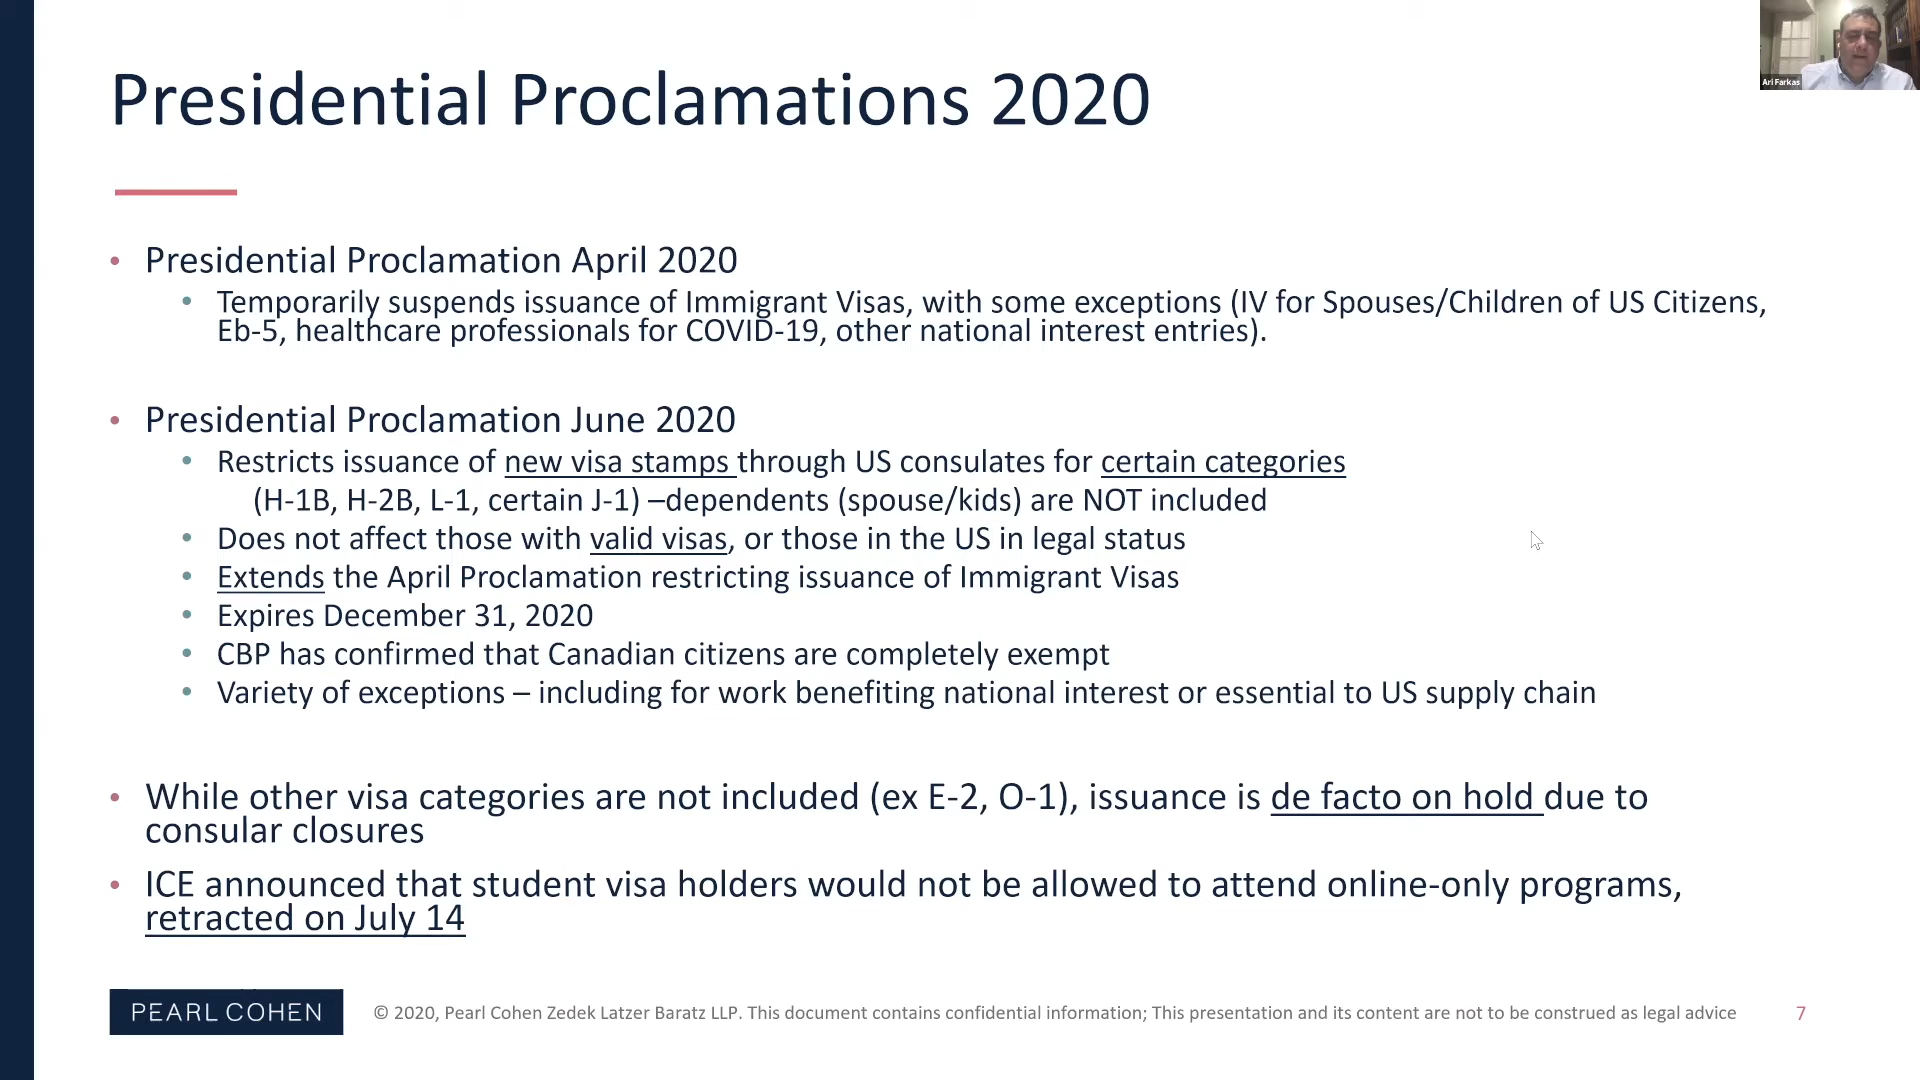 Ari Farkas
Presidential Proclamations 2020
• Presidential Proclamation April 2020
• Temporarily suspends issuance of Immigrant Visas, with some exceptions (IV for Spouses/Children of US Citizens,
Eb-5, healthcare professionals for COVID-19, other national interest entries).
• Presidential Proclamation June 2020
• Restricts issuance of new visa stamps through US consulates for certain categories
(H-1B, H-2B, L-1, certain J-1) –dependents (spouse/kids) are NOT included
• Does not affect those with valid visas, or those in the US in legal status
• Extends the April Proclamation restricting issuance of Immigrant Visas
• Expires December 31, 2020
• CBP has confirmed that Canadian citizens are completely exempt
• Variety of exceptions – including for work benefiting national interest or essential to US supply chain
• While other visa categories are not included (ex E-2, O-1), issuance is de facto on hold due to
consular closures
• ICE announced that student visa holders would not be allowed to attend online-only programs,
retracted on July 14
PEARL COHEN
© 2020, Pearl Cohen Zedek Latzer Baratz LLP. This document contains confidential information; This presentation and its content are not to be construed as legal advice
7